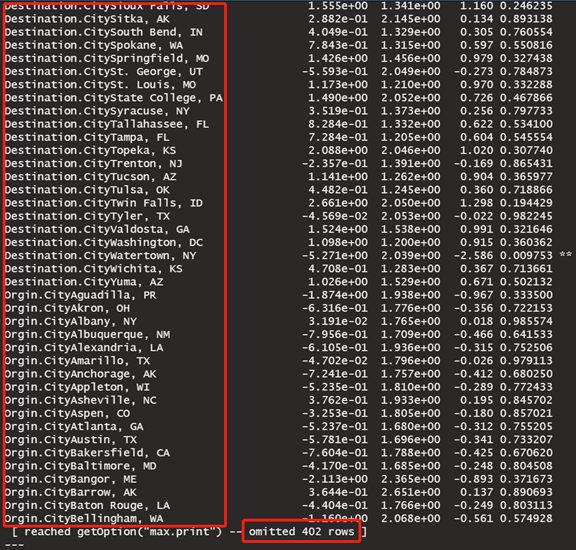 Destination.CitySioux Falls, SD 1.555e+00 1.341e+00 1.160 0.246235
Destination.CitySitka, AK 2.882e-01 2.145e+00 0.134 0.893138
Destination.CitySouth Bend, IN 4.049e-01 1.329e+00 0.305 0.760554
Destination.CitySpokane, WA 7.843e-01 1.315e+00 0.597 0.550816
Destination.CitySpringfield, MO 1.426e+00 1.456e+00 0.979 0.327438
Destination.CitySt. George, UT -5.593e-01 2.049e+00 -0.273 0.784873
Destination.CitySt. Louis, MO 1.173e+00 1.210e+00 0.970 0.332288
Destination.CityState College, PA 1.490e+00 2.052e+00 0.726 0.467866
Destination.CitySyracuse, NY 3.519e-01 1.373e+00 0.256 0.797753
Destination.CityTallahassee, FL 8.284e-01 1.332e+00 0.622 0.534100
Destination.CityTampa, FL 7.284e-01 1.205e+00 0.604 0.545554
Destination.CityTopeka, KS 2.088e+00 2.046e+00 1.020 0.307740
Destination.CityTrenton, NJ -2.357e-01 1.391e+00 -0.169 0.865431
Destination.CityTucson, AZ 1.141e+00 1.262e+00 0.904 0.365977
Destination.CityTulsa, OK 4.482e-01 1.245e+00 0.360 0.718866
Destination.CityTwin Falls, ID 2.661e+00 2.050e+00 1.298 0.194429
Destination.CityTyler, TX -4.569e-02 2.053e+00 -0.022 0.982245
Destination.CityValdosta, GA 1.524e+00 1.538e+00 0.991 0.321646
Destination.CityWashington, DC 1.098e+00 1.200e+00 0.915 0.360362
Destination.CityWatertown, NY -5.271e+00 2.039e+00 -2.586 0.009753 **
Destination.CityWichita, KS 4.708e-01 1.283e+00 0.367 0.713661
Destination.CityYuma, AZ 1.026e+00 1.529e+00 0.671 0.502132
Orgin.CityAguadilla, PR -1.874e+00 1.938e+00 -0.967 0.333500
Orgin.CityAkron, OH -6.316e-01 1.776e+00 -0.356 0.722153
Orgin.CityAlbany, NY 3.191e-02 1.765e+00 0.018 0.985574
Orgin.CityAlbuquerque, NM -7.956e-01 1.709e+00 -0.466 0.641533
Orgin.CityAlexandria, LA -6.105e-01 1.936e+00 -0.315 0.752506
Orgin.CityAmarillo, TX -4.702e-02 1.796e+00 -0.026 0.979113
Orgin.CityAnchorage, AK -7.241e-01 1.757e+00 -0.412 0.680250
Orgin.CityAppleton, WI -5.235e-01 1.810e+00 -0.289 0.772433
Orgin.CityAsheville, NC 3.762e-01 1.933e+00 0.195 0.845702
Orgin.CityAspen, CO -3.253e-01 1.805e+00 -0.180 0.857021
Orgin.CityAtlanta, GA -5.235e-01 1.680e+00 -0.312 0.755205
Orgin.CityAustin, TX -5.781e-01 1.696e+00 -0.341 0.733207
Orgin.CityBakersfield, CA -7.604e-01 1.788e+00 -0.425 0.670620
Orgin.CityBaltimore, MD -4.170e-01 1.685e+00 -0.248 0.804508
Orgin.CityBangor, ME -2.113e+00 2.365e+00 -0.893 0.371673
Orgin.CityBarrow, AK 3.644e-01 2.651e+00 0.137 0.890693
Orgin.CityBaton Rouge, LA -4.404e-01 1.766e+00 -0.249 0.803113
Orgin.CityBellingham, WA -1.160e+00 2.068e+00 -0.561 0.574928
[ reached getOption("max.print") -- omitted 402 rows ]
---